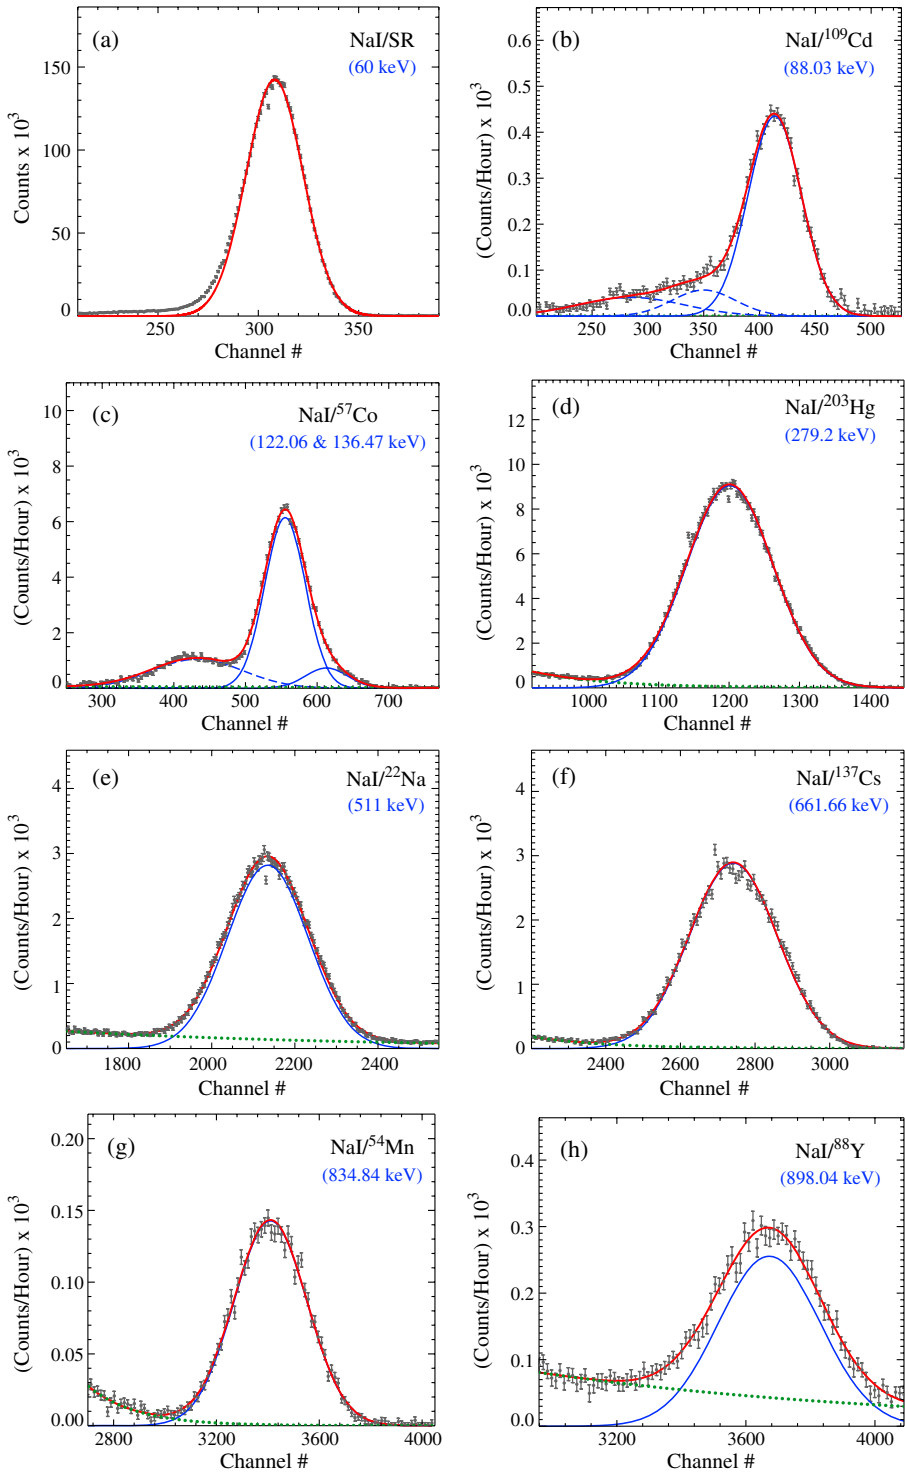 (a) NaI/SR
(60 keV)
Counts x 10³
150
100
50
0
250 300 350
Channel #
(b) NaI/¹⁰⁹Cd
(88.03 keV)
(Counts/Hour) x 10³
0.6
0.5
0.4
0.3
0.2
0.1
0.0
250 300 350 400 450 500
Channel #
(c) NaI/⁵⁷Co
(122.06 & 136.47 keV)
(Counts/Hour) x 10³
10
8
6
4
2
0
300 400 500 600 700
Channel #
(d) NaI/²⁰³Hg
(279.2 keV)
(Counts/Hour) x 10³
12
10
8
6
4
2
0
1000 1100 1200 1300 1400
Channel #
(e) NaI/²²Na
(511 keV)
(Counts/Hour) x 10³
4
3
2
1
0
1800 2000 2200 2400
Channel #
(f) NaI/¹³⁷Cs
(661.66 keV)
(Counts/Hour) x 10³
4
3
2
1
0
2400 2600 2800 3000
Channel #
(g) NaI/⁵⁴Mn
(834.84 keV)
(Counts/Hour) x 10³
0.20
0.15
0.10
0.05
0.00
2800 3200 3600 4000
Channel #
(h) NaI/⁸⁸Y
(898.04 keV)
(Counts/Hour) x 10³
0.4
0.3
0.2
0.1
0.0
3200 3600 4000
Channel #